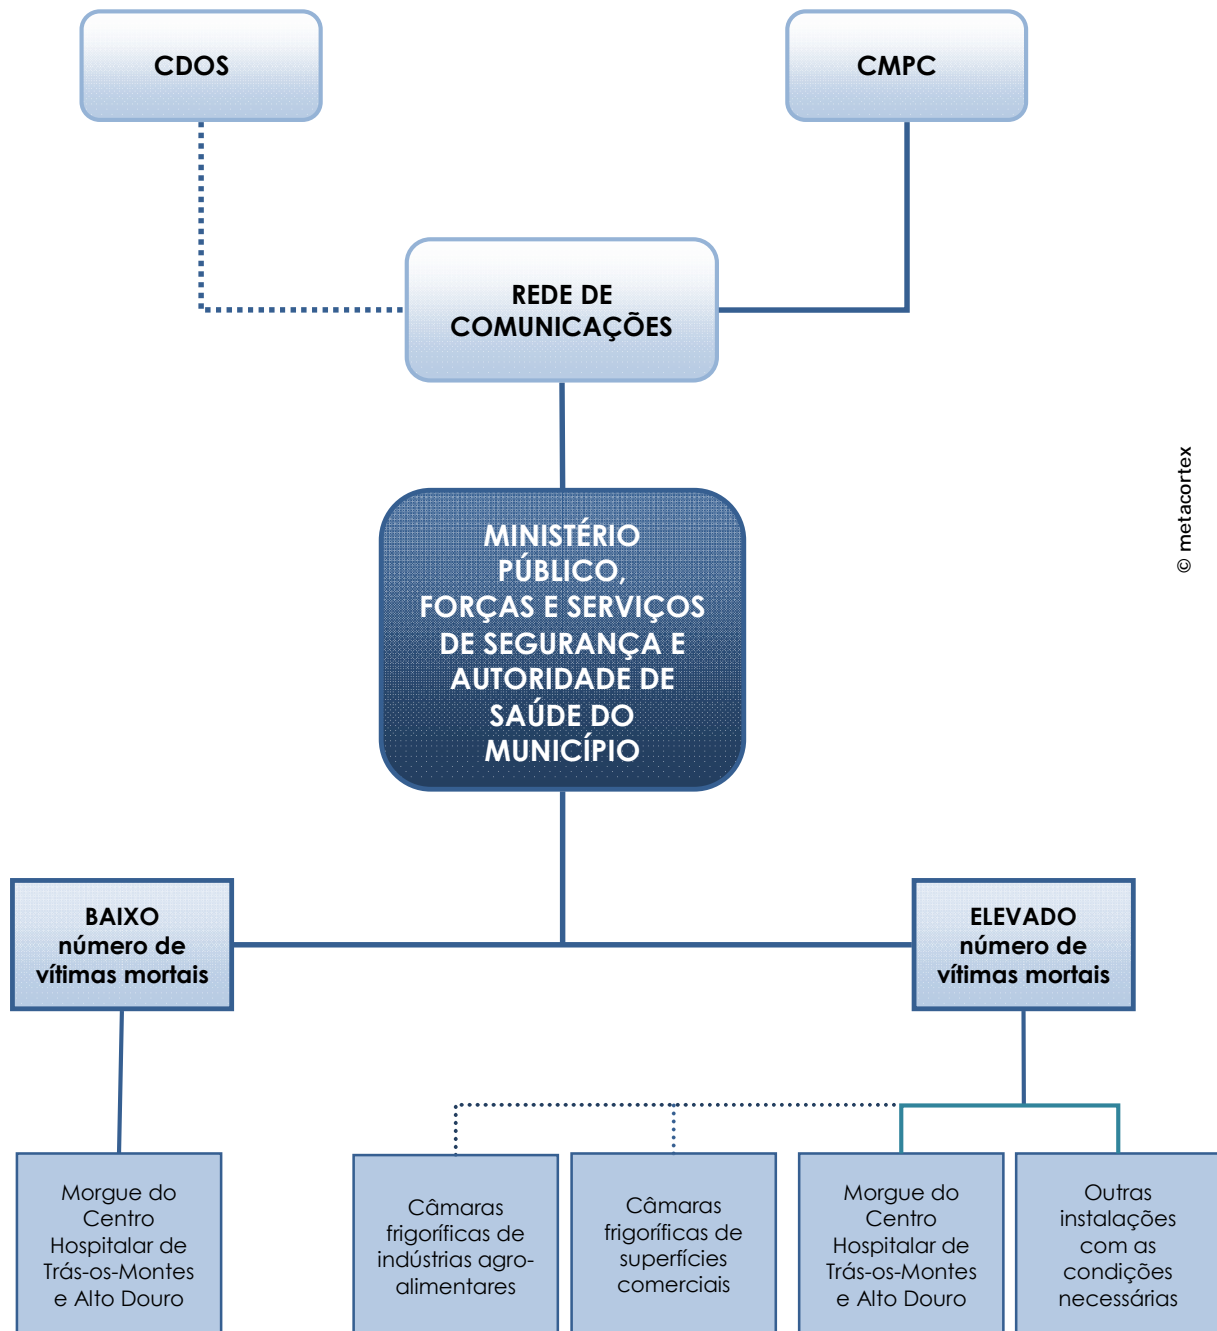 CDOS
CMPC
REDE DE
COMUNICAÇÕES
© metacortex
MINISTÉRIO
PÚBLICO,
FORÇAS E SERVIÇOS
DE SEGURANÇA E
AUTORIDADE DE
SAÚDE DO
MUNICÍPIO
BAIXO
número de
vítimas mortais
ELEVADO
número de
vítimas mortais
Morgue do
Centro
Hospitalar de
Trás-os-Montes
e Alto Douro
Câmaras
frigoríficas de
indústrias agro-
alimentares
Câmaras
frigoríficas de
superfícies
comerciais
Morgue do
Centro
Hospitalar de
Trás-os-Montes
e Alto Douro
Outras
instalações
com as
condições
necessárias